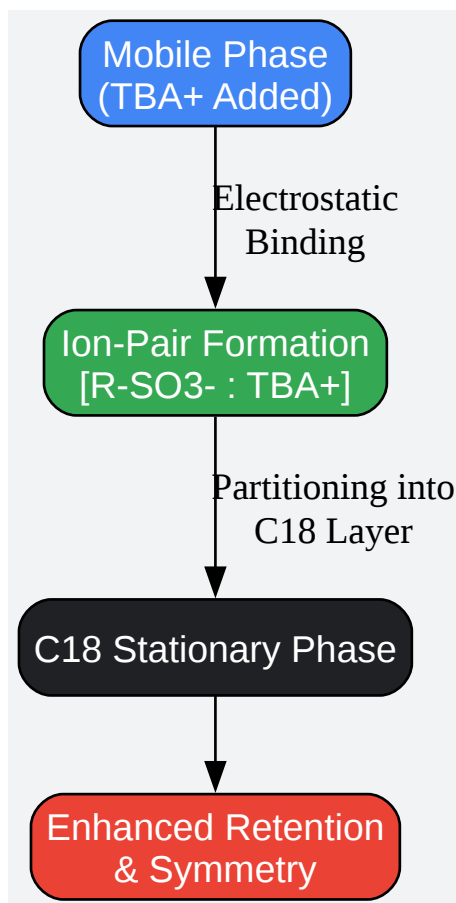 Mobile Phase
(TBA+ Added)
Electrostatic
Binding
Ion-Pair Formation
[R-SO3- : TBA+]
Partitioning into
C18 Layer
C18 Stationary Phase
Enhanced Retention
& Symmetry